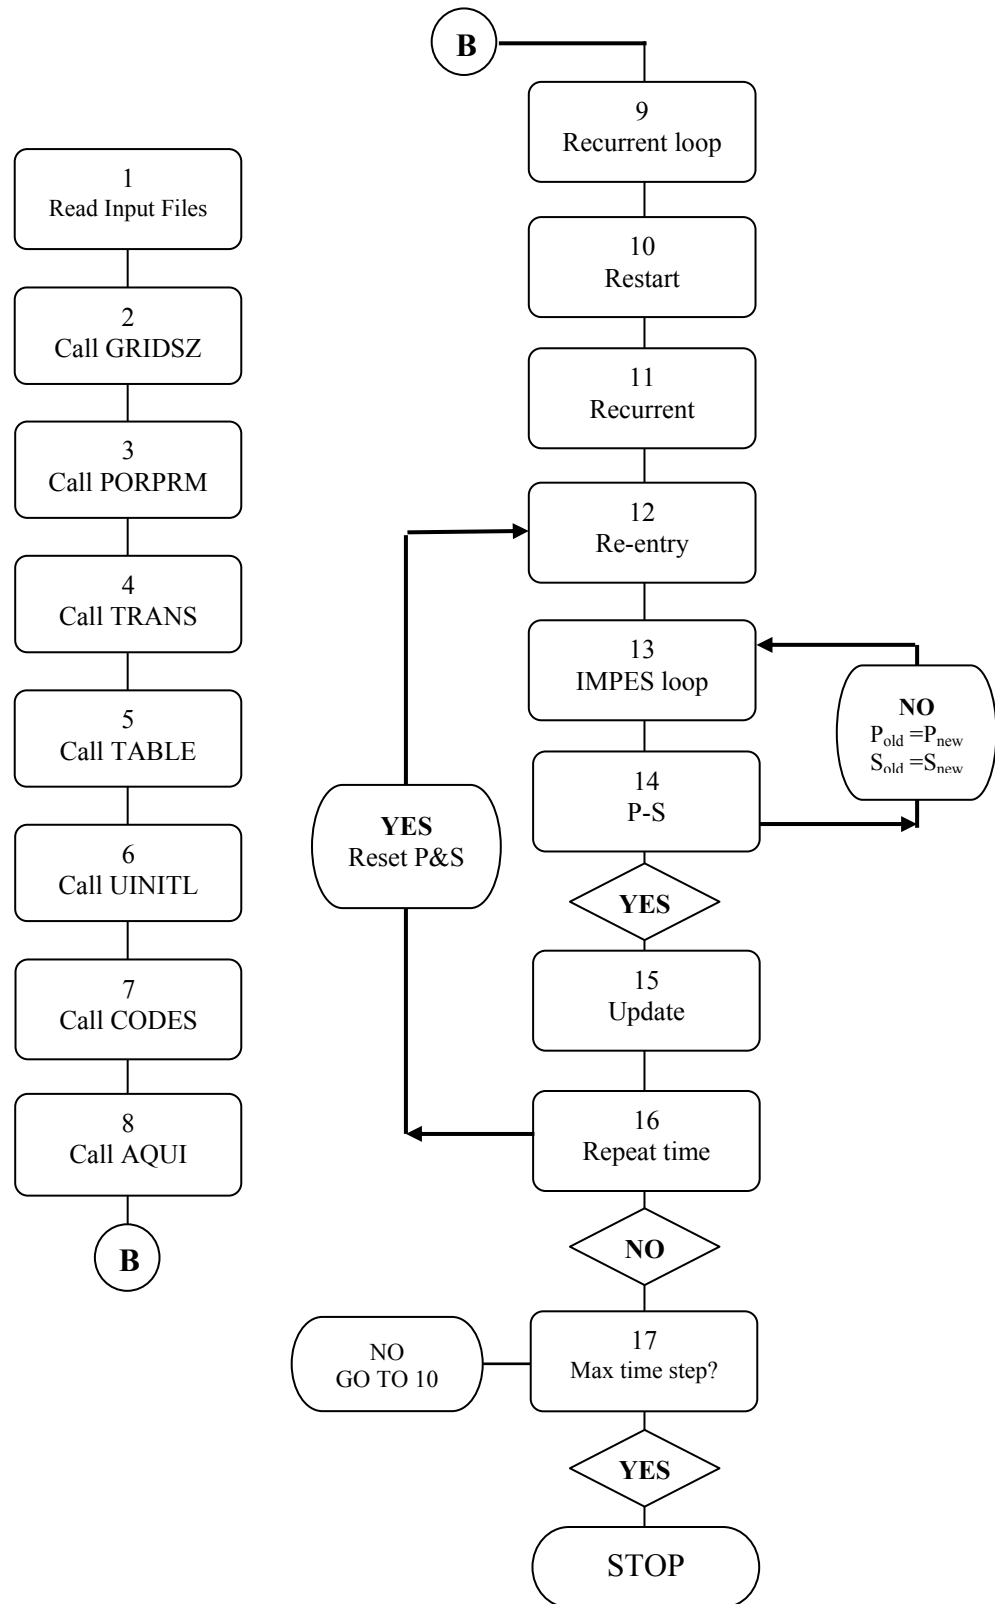 1
Read Input Files
2
Call GRIDSZ
3
Call PORPRM
4
Call TRANS
5
Call TABLE
6
Call UINITL
7
Call CODES
8
Call AQUI
B
B
9
Recurrent loop
10
Restart
11
Recurrent
12
Re-entry
13
IMPES loop
NO
Pold =Pnew
Sold =Snew
14
P-S
YES
Reset P&S
YES
15
Update
16
Repeat time
NO
17
Max time step?
NO
GO TO 10
YES
STOP